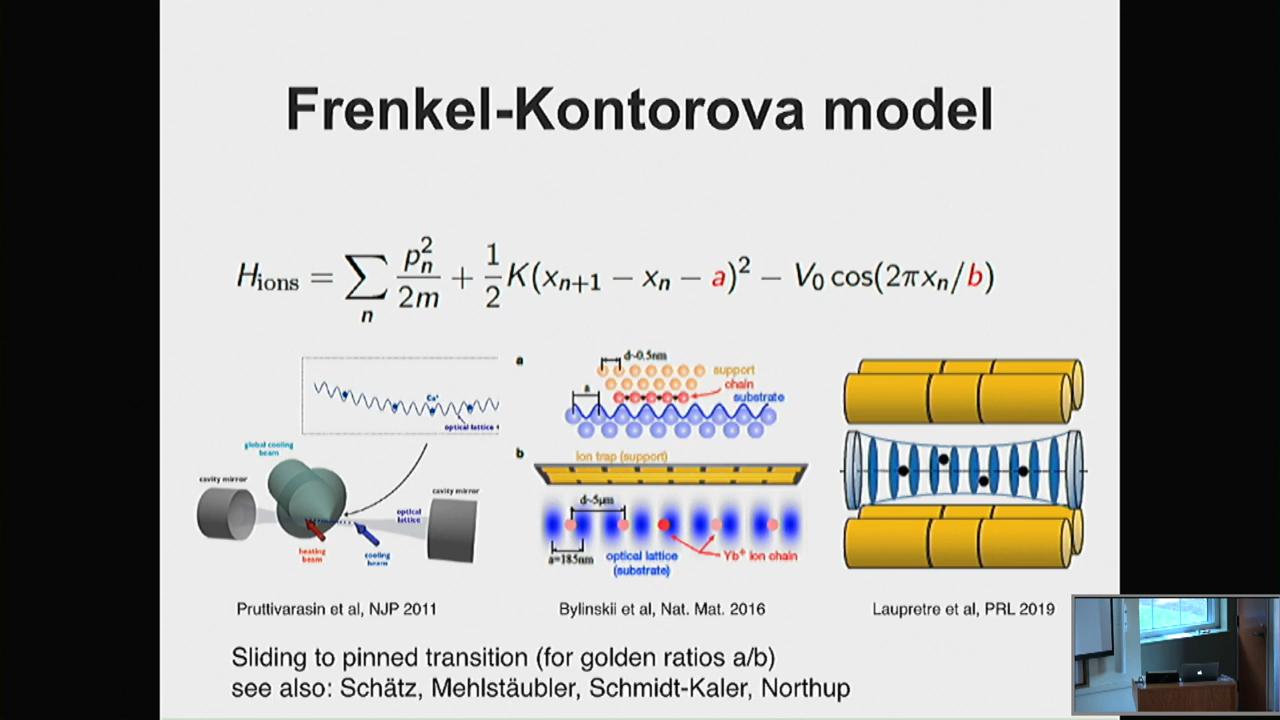 Frenkel-Kontorova model
H_ions = ∑_n p_n^2/2m + 1/2 K(x_{n+1} − x_n − a)^2 − V_0 cos(2πx_n/b)
Ca+
optical lattice
global cooling
beam
cavity mirror
cavity mirror
optical
lattice
heating
beam
cooling
beam
a
d~0.5nm
support
chain
substrate
a
b
ion trap (support)
d~5μm
a=185nm
optical lattice
(substrate)
Yb+ ion chain
Pruttivarasin et al, NJP 2011
Bylinskii et al, Nat. Mat. 2016
Laupretre et al, PRL 2019
Sliding to pinned transition (for golden ratios a/b)
see also: Schätz, Mehlstäubler, Schmidt-Kaler, Northup